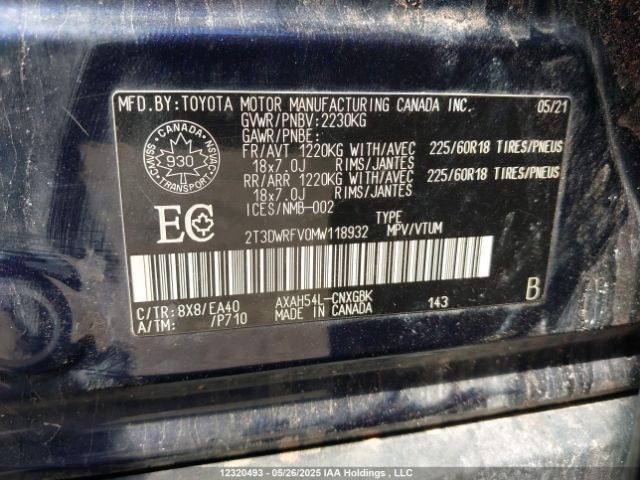 MFD.BY:TOYOTA MOTOR MANUFACTURING CANADA INC. 05/21
GVWR/PNBV:2230KG
GAWR/PNBE:
FR/AVT 1220KG WITH/AVEC 225/60R18 TIRES/PNEUS
18x7.0J RIMS/JANTES
RR/ARR 1220KG WITH/AVEC 225/60R18 TIRES/PNEUS
18x7.0J RIMS/JANTES
ICES/NMB-002
CANADA
CMVSS 930 NSVAC
TRANSPORT
EC
TYPE
2T3DWRFV0MW118932 MPV/VTUM
C/TR:8X8/EA40 AXAH54L-CNXGBK 143 B
A/TM: /P710 MADE IN CANADA
12320493 - 05/26/2025 IAA Holdings , LLC